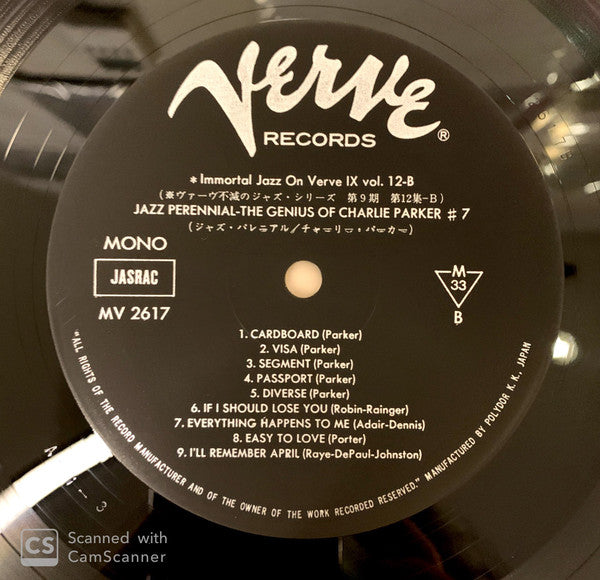 Verve®
RECORDS
*Immortal Jazz On Verve IX vol. 12-B
(※ヴァーヴ不滅のジャズ・シリーズ 第9期 第12集-B)
JAZZ PERENNIAL-THE GENIUS OF CHARLIE PARKER ♯7
(ジャズ・パレニアル/チャーリー・パーカー)
MONO
JASRAC
MV 2617
M
33
B
1. CARDBOARD (Parker)
2. VISA (Parker)
3. SEGMENT (Parker)
4. PASSPORT (Parker)
5. DIVERSE (Parker)
6. IF I SHOULD LOSE YOU (Robin-Rainger)
7. EVERYTHING HAPPENS TO ME (Adair-Dennis)
8. EASY TO LOVE (Porter)
9. I'LL REMEMBER APRIL (Raye-DePaul-Johnston)
"ALL RIGHTS OF THE RECORD MANUFACTURER AND OF THE OWNER OF THE WORK RECORDED RESERVED." MANUFACTURED BY POLYDOR K. K., JAPAN
CS Scanned with
CamScanner